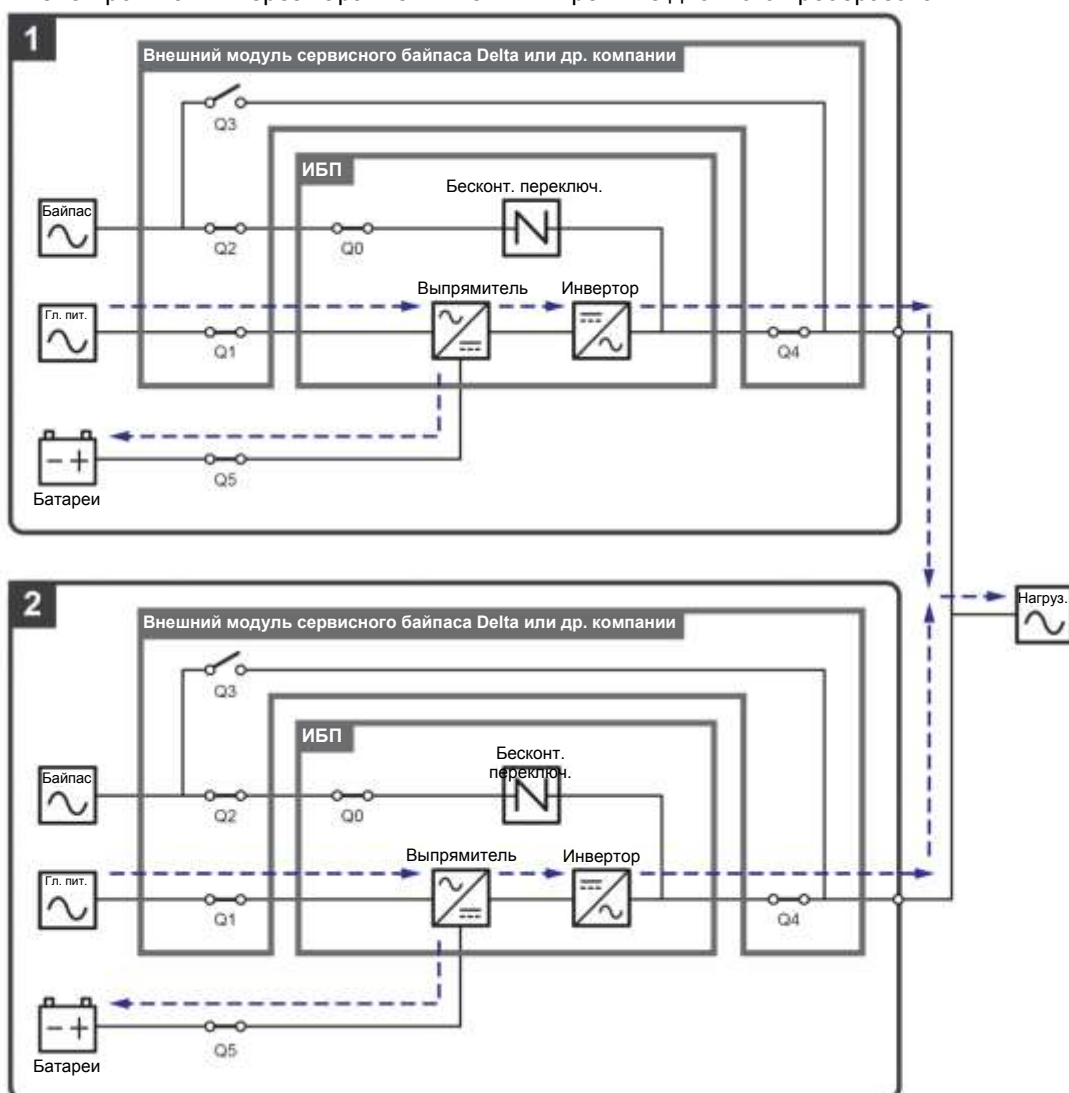 1
Внешний модуль сервисного байпаса Delta или др. компании
Q3
ИБП
Бесконт. переключ.
Байпас
Q2
Q0
Выпрямитель
Инвертор
Гл. пит.
Q1
Q4
Q5
Батареи
2
Внешний модуль сервисного байпаса Delta или др. компании
Нагруз.
Q3
ИБП
Бесконт.
переключ.
Байпас
Q2
Q0
Выпрямитель
Инвертор
Гл. пит.
Q1
Q4
Q5
Батареи